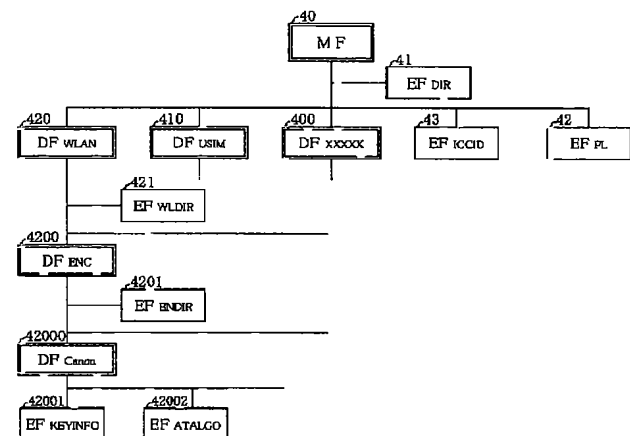 40
MF
41
EF DIR
420
410
400
43
42
DF WLAN
DF USIM
DF XXXXX
EF ICCID
EF PL
421
EF WLDIR
4200
DF ENC
4201
EF ENDIR
42000
DF Canon
42001
42002
EF KEYINFO
EF ATALGO